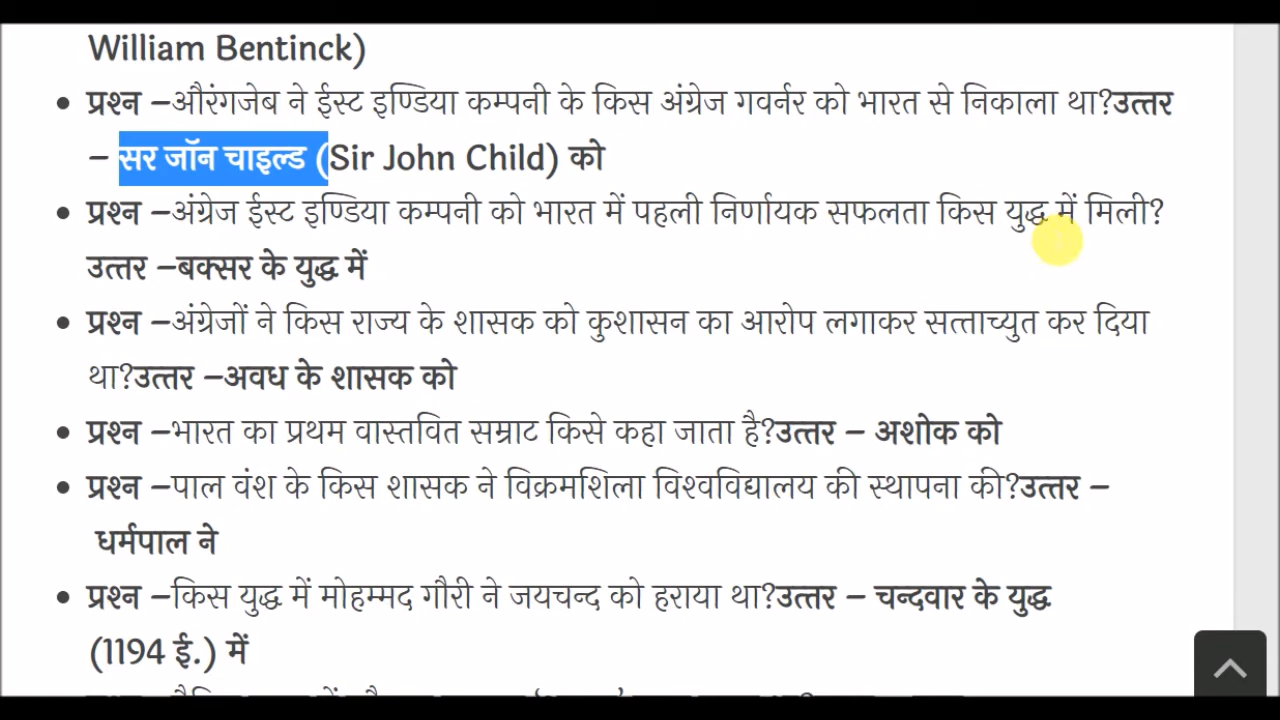 William Bentinck)
• प्रश्न –औरंगजेब ने ईस्ट इण्डिया कम्पनी के किस अंग्रेज गवर्नर को भारत से निकाला था?उत्तर
– सर जॉन चाइल्ड (Sir John Child) को
• प्रश्न –अंग्रेज ईस्ट इण्डिया कम्पनी को भारत में पहली निर्णायक सफलता किस युद्ध में मिली?
उत्तर –बक्सर के युद्ध में
• प्रश्न –अंग्रेजों ने किस राज्य के शासक को कुशासन का आरोप लगाकर सत्ताच्युत कर दिया
था?उत्तर –अवध के शासक को
• प्रश्न –भारत का प्रथम वास्तवित सम्राट किसे कहा जाता है?उत्तर – अशोक को
• प्रश्न –पाल वंश के किस शासक ने विक्रमशिला विश्वविद्यालय की स्थापना की?उत्तर –
धर्मपाल ने
• प्रश्न –किस युद्ध में मोहम्मद गौरी ने जयचन्द को हराया था?उत्तर – चन्दवार के युद्ध
(1194 ई.) में